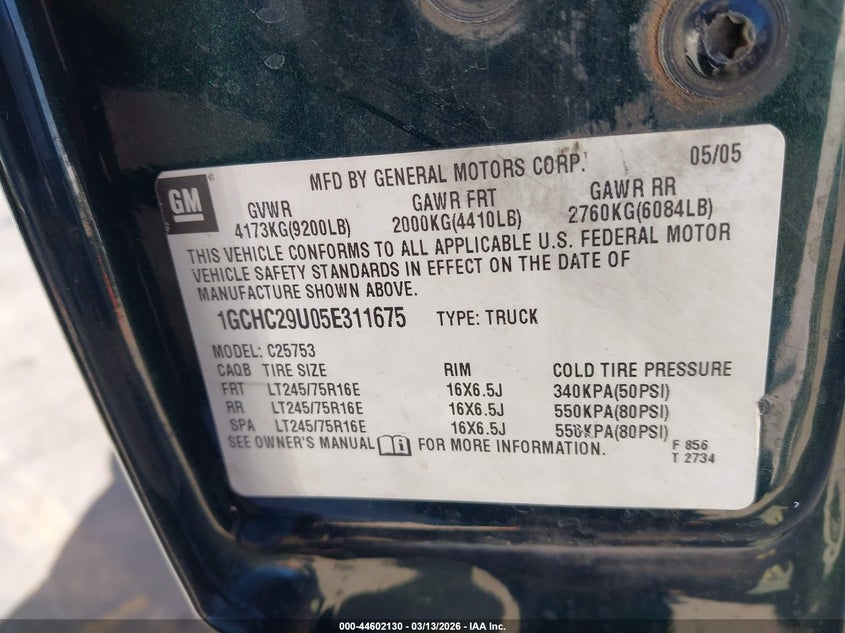 MFD BY GENERAL MOTORS CORP. 05/05
GM
GVWR GAWR FRT GAWR RR
4173KG(9200LB) 2000KG(4410LB) 2760KG(6084LB)
THIS VEHICLE CONFORMS TO ALL APPLICABLE U.S. FEDERAL MOTOR
VEHICLE SAFETY STANDARDS IN EFFECT ON THE DATE OF
MANUFACTURE SHOWN ABOVE.
1GCHC29U05E311675 TYPE: TRUCK
MODEL: C25753
CAQB TIRE SIZE RIM COLD TIRE PRESSURE
FRT LT245/75R16E 16X6.5J 340KPA(50PSI)
RR LT245/75R16E 16X6.5J 550KPA(80PSI)
SPA LT245/75R16E 16X6.5J 550KPA(80PSI)
SEE OWNER'S MANUAL FOR MORE INFORMATION.
F 856
T 2734
000-44602130 - 03/13/2026 - IAA Inc.